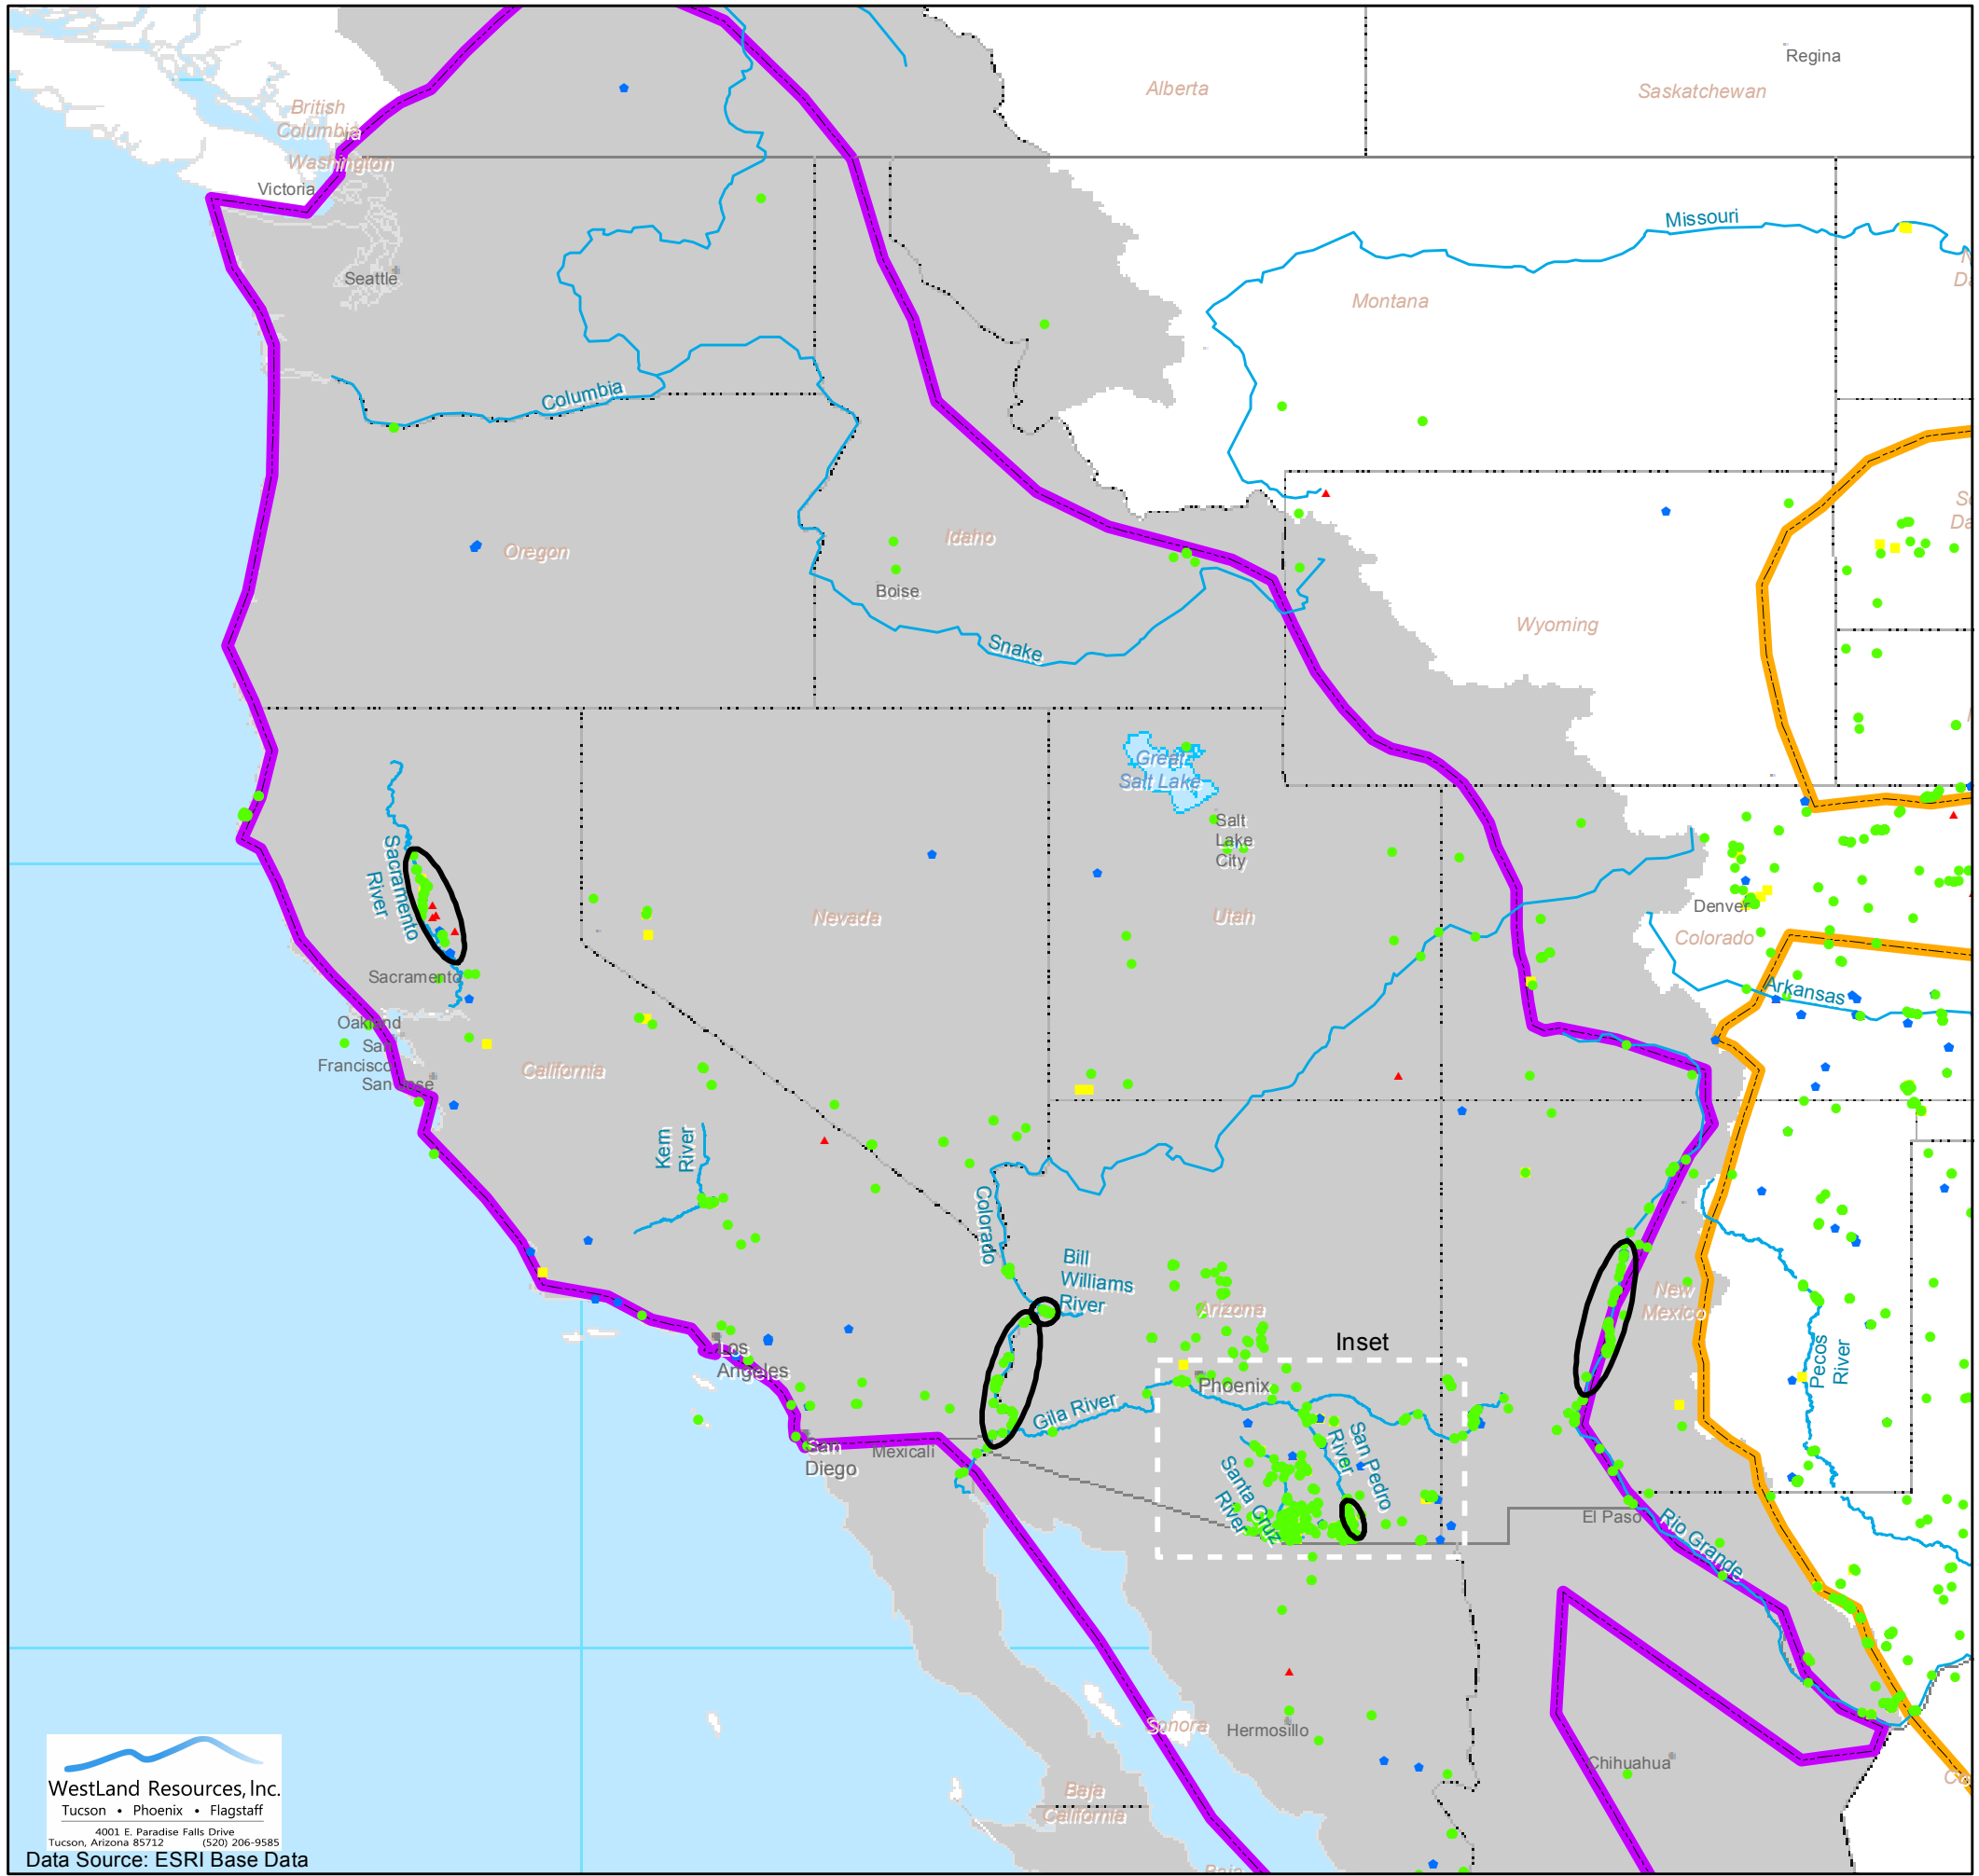 Regina
Alberta
Saskatchewan
British
Columbia
Washington
Victoria
Missouri
Seattle
Montana
Columbia
Oregon
Idaho
Boise
Snake
Wyoming
Great
Salt Lake
Salt
Lake
City
Sacramento
River
Nevada
Utah
Denver
Colorado
Sacramento
Arkansas
Oakland
San
Francisco
San Jose
California
Kern
River
Colorado
Bill
Williams
River
Arizona
New
Mexico
Inset
Los
Angeles
Phoenix
Pecos
River
Gila River
San
Diego
Mexicali
San Pedro
River
Santa Cruz
River
El Paso
Rio Grande
Sonora
Hermosillo
Chihuahua
Baja
California
WestLand Resources, Inc.
Tucson • Phoenix • Flagstaff
4001 E. Paradise Falls Drive
Tucson, Arizona 85712 (520) 206-9585
Data Source: ESRI Base Data